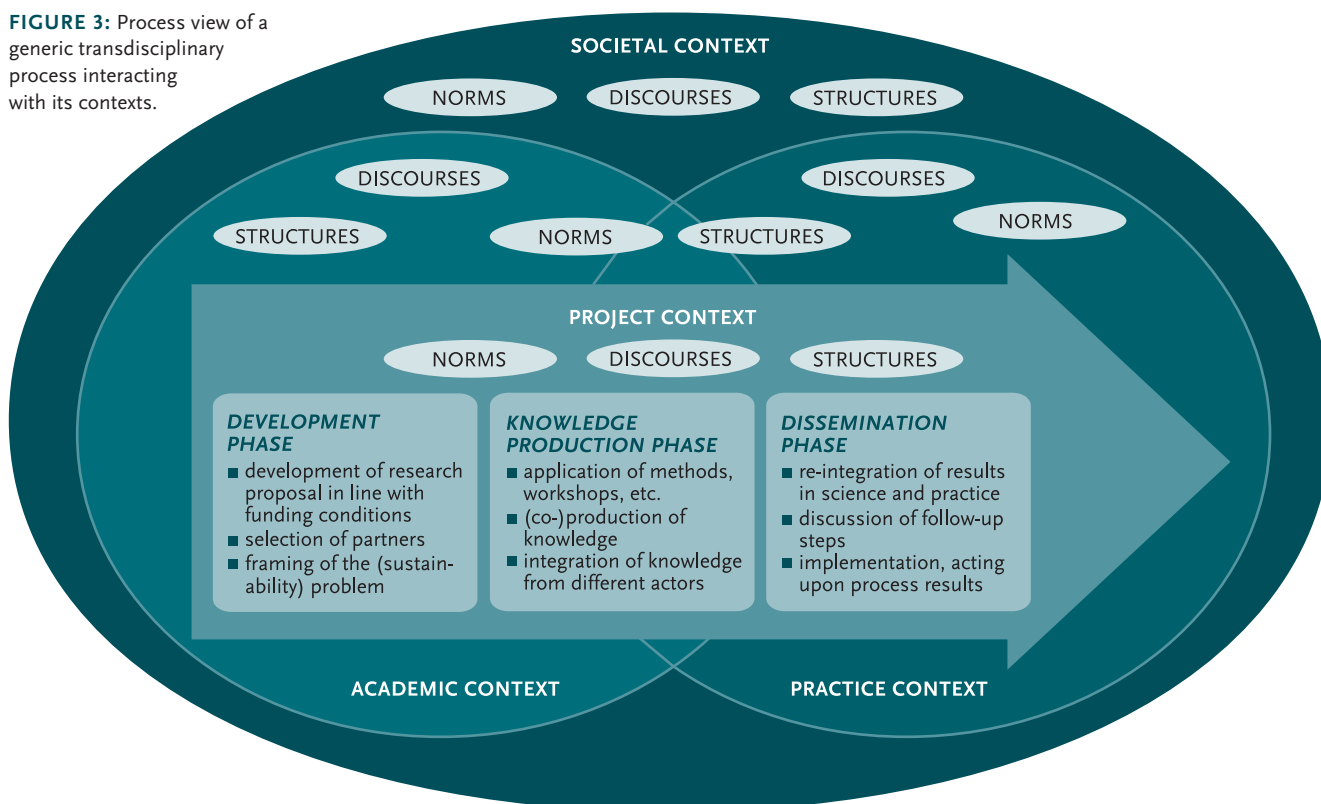 FIGURE 3: Process view of a
generic transdisciplinary
process interacting
with its contexts.
SOCIETAL CONTEXT
NORMS
DISCOURSES
STRUCTURES
DISCOURSES
DISCOURSES
STRUCTURES
NORMS
STRUCTURES
NORMS
PROJECT CONTEXT
NORMS
DISCOURSES
STRUCTURES
DEVELOPMENT
PHASE
■ development of research
proposal in line with
funding conditions
■ selection of partners
■ framing of the (sustain-
ability) problem
KNOWLEDGE
PRODUCTION PHASE
■ application of methods,
workshops, etc.
■ (co-)production of
knowledge
■ integration of knowledge
from different actors
DISSEMINATION
PHASE
■ re-integration of results
in science and practice
■ discussion of follow-up
steps
■ implementation, acting
upon process results
ACADEMIC CONTEXT
PRACTICE CONTEXT